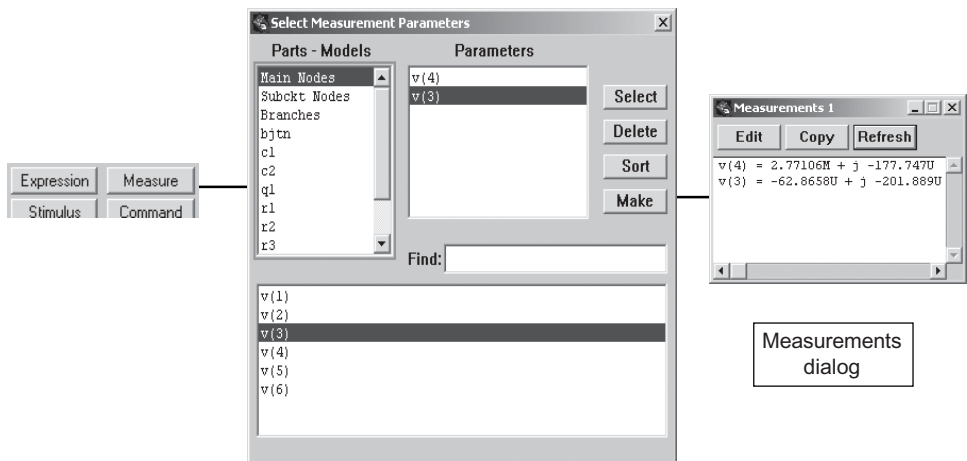 Expression Measure
Stimulus Command
Select Measurement Parameters
Parts - Models
Main Nodes
Subckt Nodes
Branches
bjtn
c1
c2
q1
r1
r2
r3
Parameters
v(4)
v(3)
Select
Delete
Sort
Make
Find:
v(1)
v(2)
v(3)
v(4)
v(5)
v(6)
Measurements 1
Edit Copy Refresh
v(4) = 2.77106M + j -177.747U
v(3) = -62.8658U + j -201.889U
Measurements
dialog